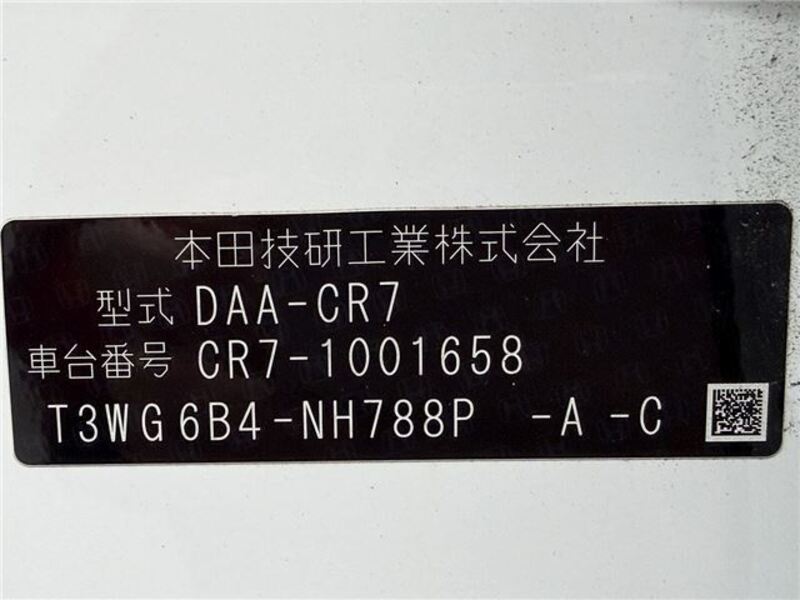 本田技研工業株式会社
型式 DAA-CR7
車台番号 CR7-1001658
T3WG6B4-NH788P -A -C